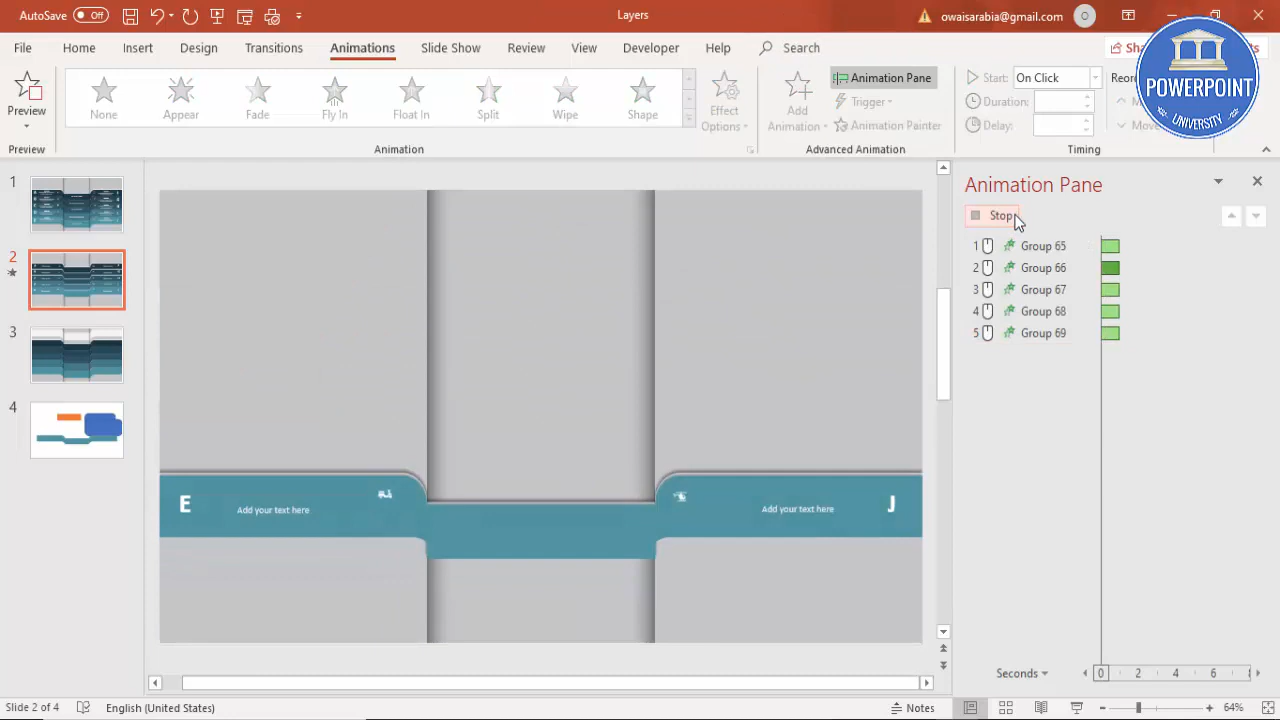 AutoSave Off Layers owaisarabia@gmail.com O
File Home Insert Design Transitions Animations Slide Show Review View Developer Help Search
None Appear Fade Fly In Float In Split Wipe Shape
Preview
Effect Options
Add Animation
Animation Pane
Trigger
Animation Painter
Start: On Click
Duration:
Delay:
Preview Animation Advanced Animation Timing
POWERPOINT
UNIVERSITY
1
2
3
4
E Add your text here
Add your text here J
Animation Pane
Stop
1 Group 65
2 Group 66
3 Group 67
4 Group 68
5 Group 69
Seconds 0 2 4 6
Slide 2 of 4 English (United States) Notes 64%